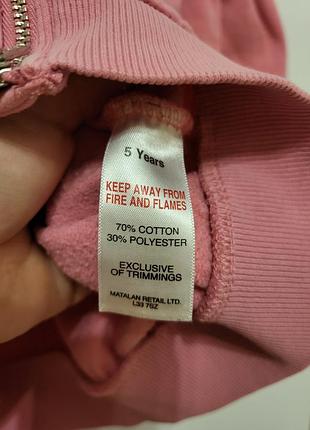 5 Years
KEEP AWAY FROM
FIRE AND FLAMES
70% COTTON
30% POLYESTER
EXCLUSIVE
OF TRIMMINGS
MATALAN RETAIL LTD.
L33 7SZ